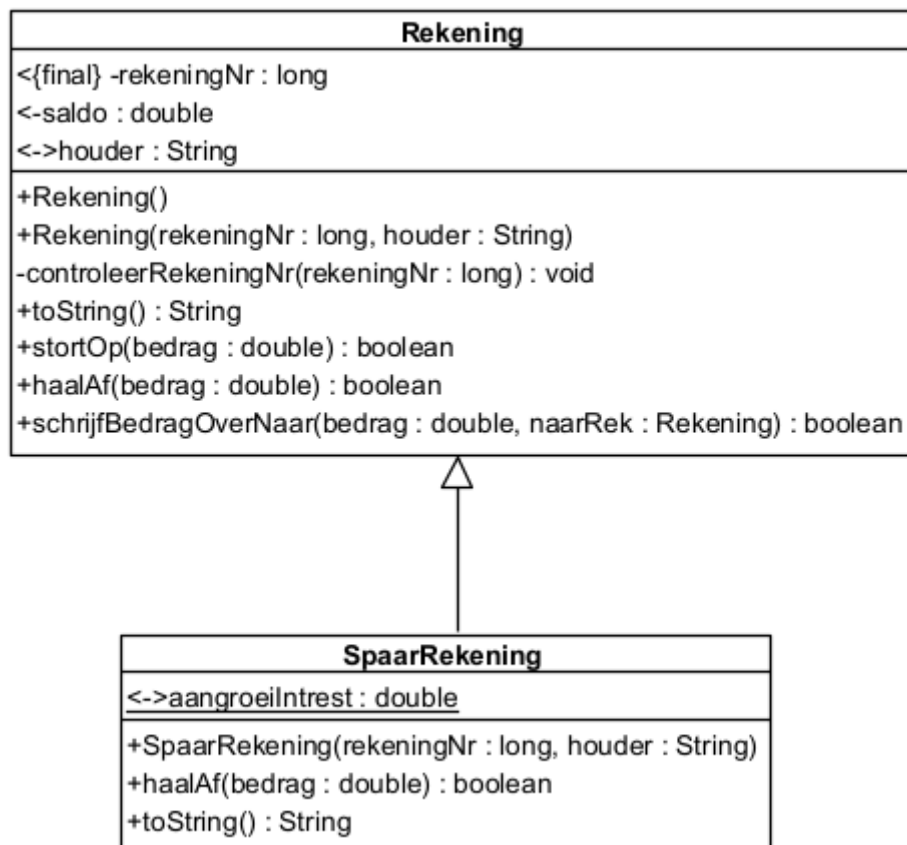 Rekening
<{final} -rekeningNr : long
<-saldo : double
<->houder : String
+Rekening()
+Rekening(rekeningNr : long, houder : String)
-controleerRekeningNr(rekeningNr : long) : void
+toString() : String
+stortOp(bedrag : double) : boolean
+haalAf(bedrag : double) : boolean
+schrijfBedragOverNaar(bedrag : double, naarRek : Rekening) : boolean
SpaarRekening
<->aangroeiIntrest : double
+SpaarRekening(rekeningNr : long, houder : String)
+haalAf(bedrag : double) : boolean
+toString() : String